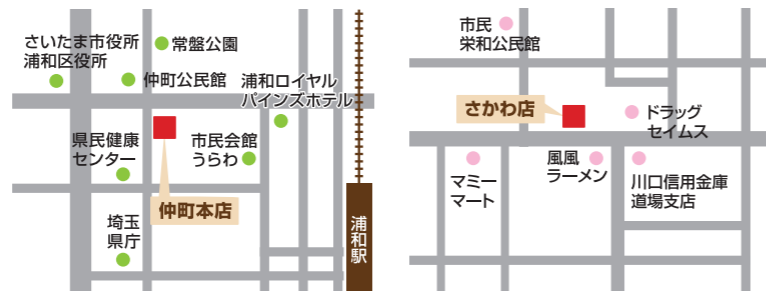 さいたま市役所
浦和区役所
常盤公園
仲町公民館
浦和ロイヤル
パインズホテル
県民健康
センター
市民会館
うらわ
仲町本店
埼玉
県庁
浦和駅
市民
栄和公民館
さかわ店
ドラッグ
セイムス
マミー
マート
風風
ラーメン
川口信用金庫
道場支店